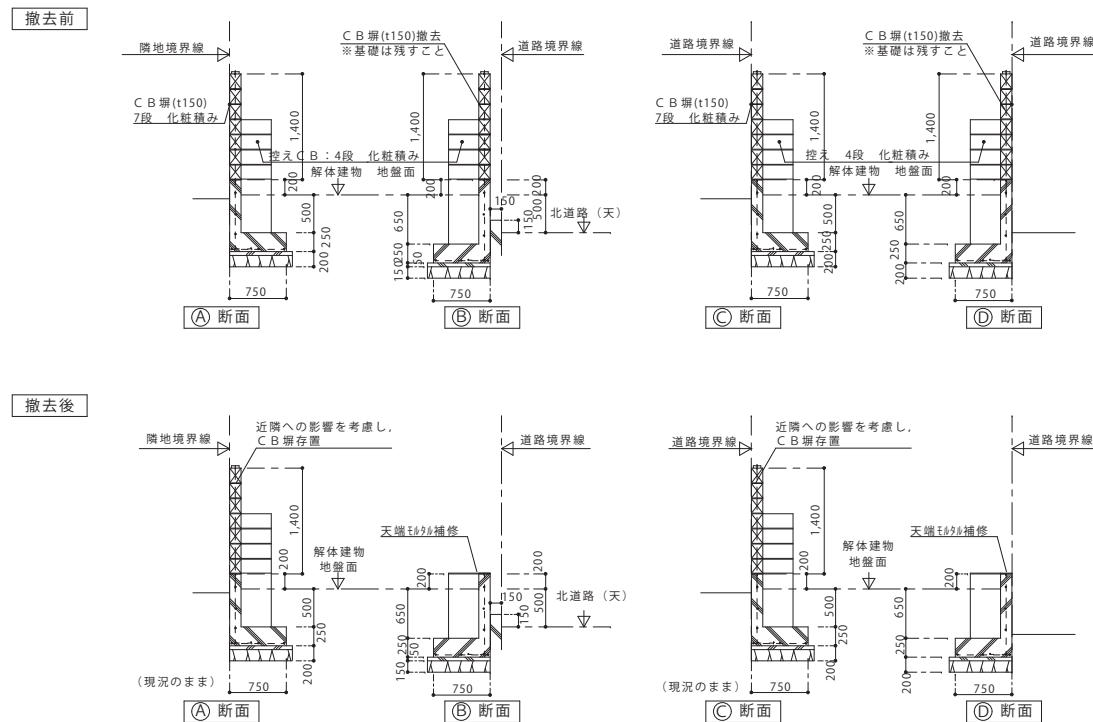 撤去前
隣地境界線
CB塀(t150)撤去
※基礎は残すこと
道路境界線
CB塀(t150)
7段 化粧積み
1,400
1,400
控えCB:4段 化粧積み
解体建物 地盤面
200
200
200
150
500
650
500
150
北道路(天)
250
250
50
200
150
750
750
Ⓐ 断面
Ⓑ 断面
道路境界線
CB塀(t150)撤去
※基礎は残すこと
道路境界線
CB塀(t150)
7段 化粧積み
1,400
1,400
控え 4段 化粧積み
解体建物 地盤面
200
200
500
650
250
250
200
200
750
750
Ⓒ 断面
Ⓓ 断面
撤去後
隣地境界線
近隣への影響を考慮し,
CB塀存置
道路境界線
1,400
天端モルタル補修
200
解体建物
地盤面
200
200
150
500
650
500
150
北道路(天)
250
250
50
200
150
(現況のまま)
750
750
Ⓐ 断面
Ⓑ 断面
道路境界線
近隣への影響を考慮し,
CB塀存置
道路境界線
1,400
天端モルタル補修
200
解体建物
地盤面
200
500
650
250
250
200
200
(現況のまま)
750
750
Ⓒ 断面
Ⓓ 断面